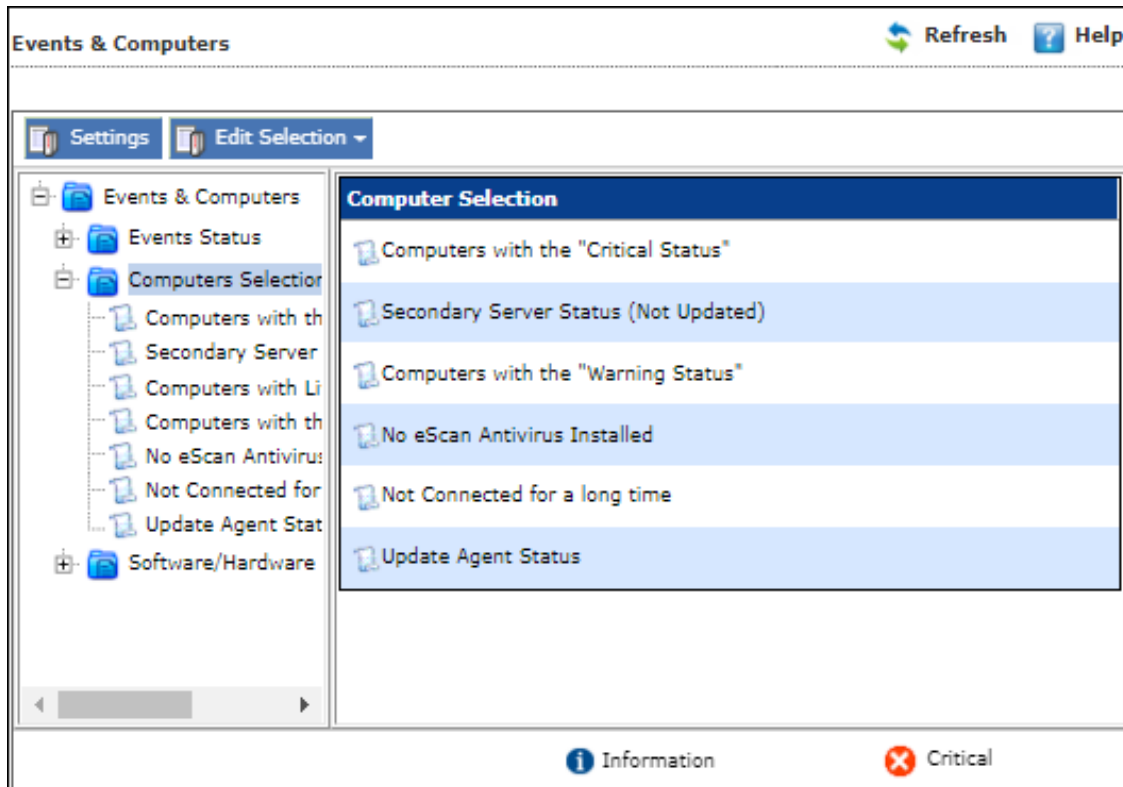 Events & Computers
Refresh
Help
Settings
Edit Selection
Events & Computers
Events Status
Computers Selection
Computers with th
Secondary Server
Computers with Li
Computers with th
No eScan Antivirus
Not Connected for
Update Agent Stat
Software/Hardware
Computer Selection
Computers with the "Critical Status"
Secondary Server Status (Not Updated)
Computers with the "Warning Status"
No eScan Antivirus Installed
Not Connected for a long time
Update Agent Status
Information
Critical